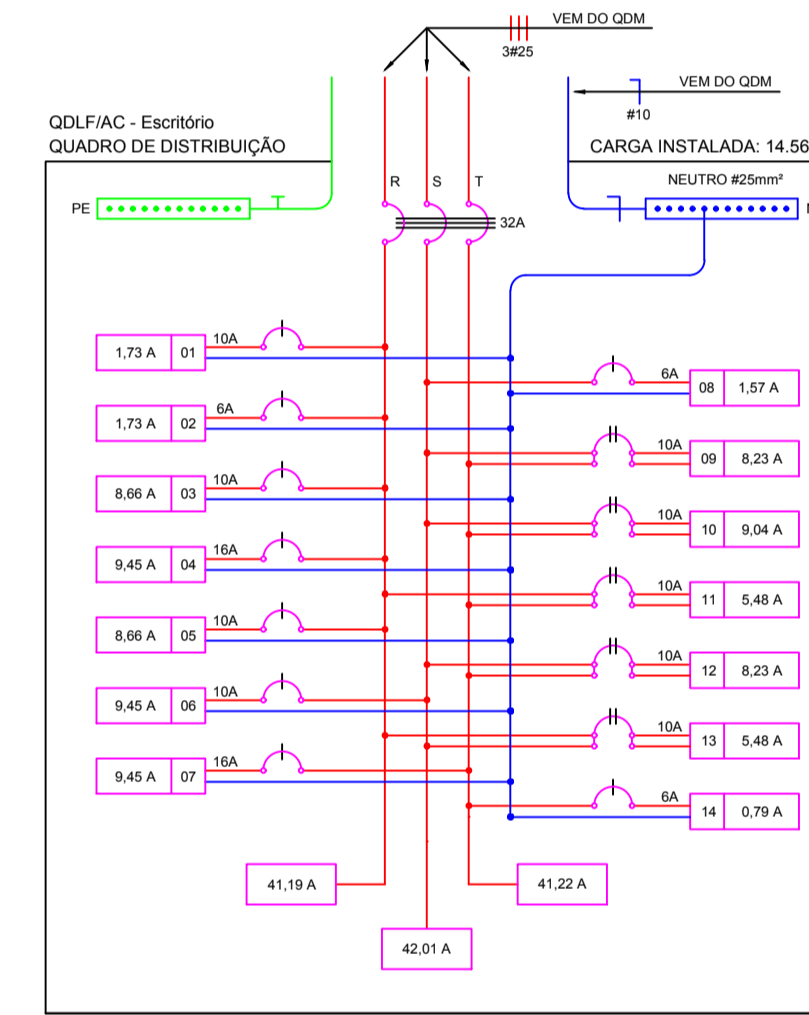 VEM DO QDM
3#25
VEM DO QDM
#10
QDLF/AC - Escritório
QUADRO DE DISTRIBUIÇÃO
CARGA INSTALADA: 14.56
NEUTRO #25mm²
PE
R S T
32A
1,73 A 01 10A
1,73 A 02 6A
8,66 A 03 10A
9,45 A 04 16A
8,66 A 05 10A
9,45 A 06 10A
9,45 A 07 16A
6A 08 1,57 A
10A 09 8,23 A
10A 10 9,04 A
10A 11 5,48 A
10A 12 8,23 A
10A 13 5,48 A
6A 14 0,79 A
41,19 A
41,22 A
42,01 A